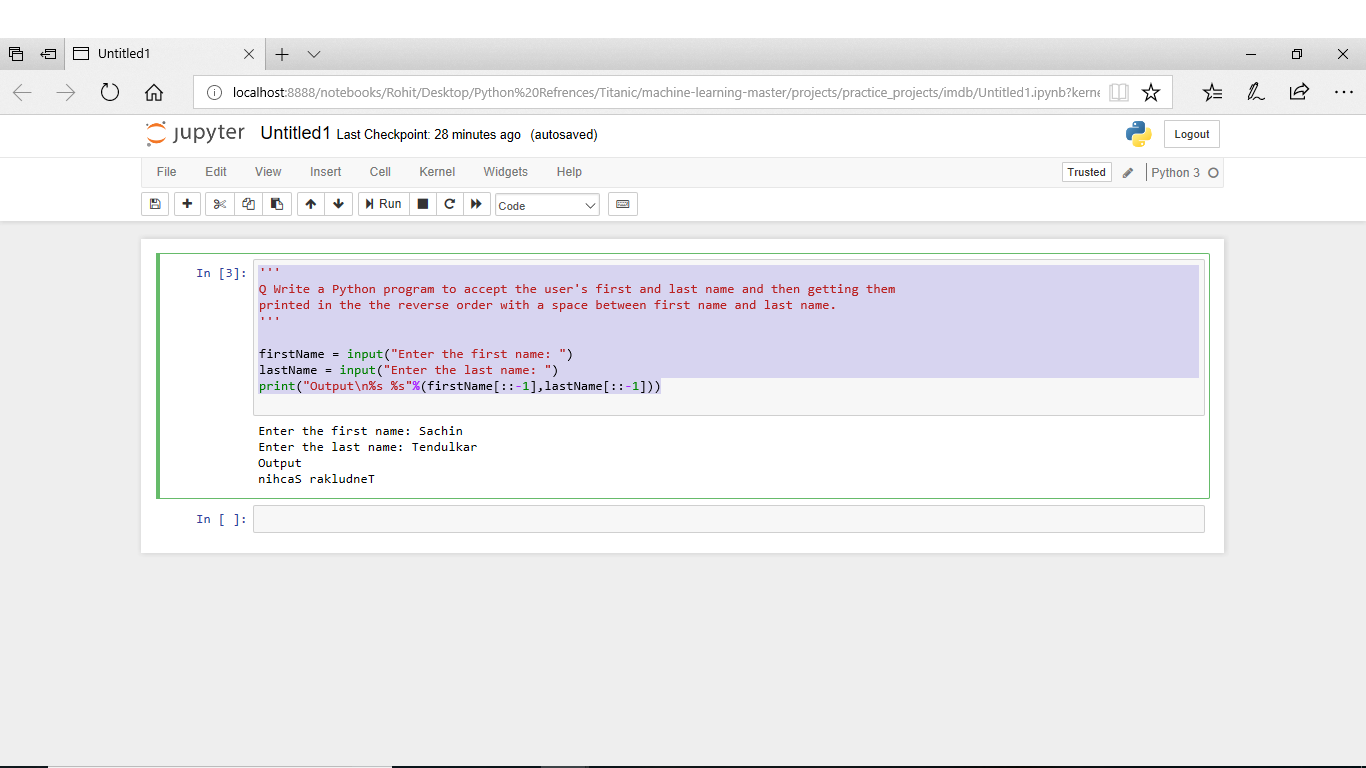 Untitled1
localhost:8888/notebooks/Rohit/Desktop/Python%20Refrences/Titanic/machine-learning-master/projects/practice_projects/imdb/Untitled1.ipynb?kerne
jupyter Untitled1 Last Checkpoint: 28 minutes ago (autosaved) Logout
File Edit View Insert Cell Kernel Widgets Help Trusted Python 3
Run Code
In [3]: '''
Q Write a Python program to accept the user's first and last name and then getting them
printed in the the reverse order with a space between first name and last name.
'''
firstName = input("Enter the first name: ")
lastName = input("Enter the last name: ")
print("Output\n%s %s"%(firstName[::-1],lastName[::-1]))
Enter the first name: Sachin
Enter the last name: Tendulkar
Output
nihcaS rakludneT
In [ ]: